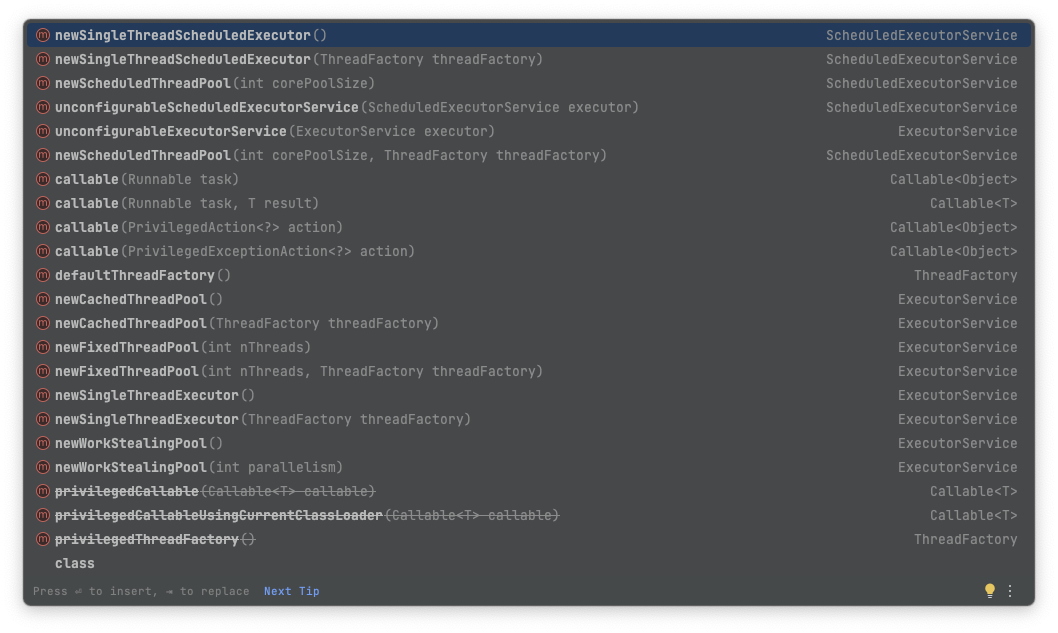 newSingleThreadScheduledExecutor() ScheduledExecutorService
newSingleThreadScheduledExecutor(ThreadFactory threadFactory) ScheduledExecutorService
newScheduledThreadPool(int corePoolSize) ScheduledExecutorService
unconfigurableScheduledExecutorService(ScheduledExecutorService executor) ScheduledExecutorService
unconfigurableExecutorService(ExecutorService executor) ExecutorService
newScheduledThreadPool(int corePoolSize, ThreadFactory threadFactory) ScheduledExecutorService
callable(Runnable task) Callable<Object>
callable(Runnable task, T result) Callable<T>
callable(PrivilegedAction<?> action) Callable<Object>
callable(PrivilegedExceptionAction<?> action) Callable<Object>
defaultThreadFactory() ThreadFactory
newCachedThreadPool() ExecutorService
newCachedThreadPool(ThreadFactory threadFactory) ExecutorService
newFixedThreadPool(int nThreads) ExecutorService
newFixedThreadPool(int nThreads, ThreadFactory threadFactory) ExecutorService
newSingleThreadExecutor() ExecutorService
newSingleThreadExecutor(ThreadFactory threadFactory) ExecutorService
newWorkStealingPool() ExecutorService
newWorkStealingPool(int parallelism) ExecutorService
privilegedCallable(Callable<T> callable) Callable<T>
privilegedCallableUsingCurrentClassLoader(Callable<T> callable) Callable<T>
privilegedThreadFactory() ThreadFactory
class
Press ⏎ to insert, ⇥ to replace Next Tip